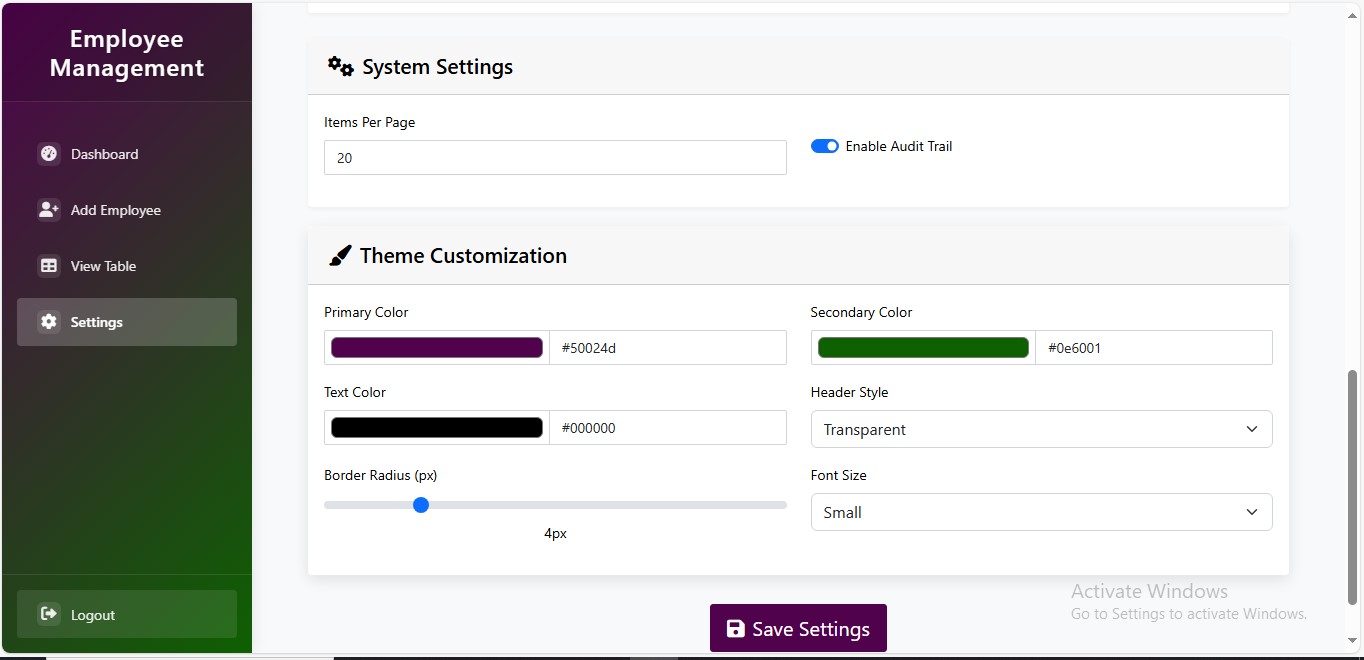 Employee
Management
Dashboard
Add Employee
View Table
Settings
Logout
System Settings
Items Per Page
20
Enable Audit Trail
Theme Customization
Primary Color
#50024d
Secondary Color
#0e6001
Text Color
#000000
Header Style
Transparent
Border Radius (px)
4px
Font Size
Small
Save Settings
Activate Windows
Go to Settings to activate Windows.